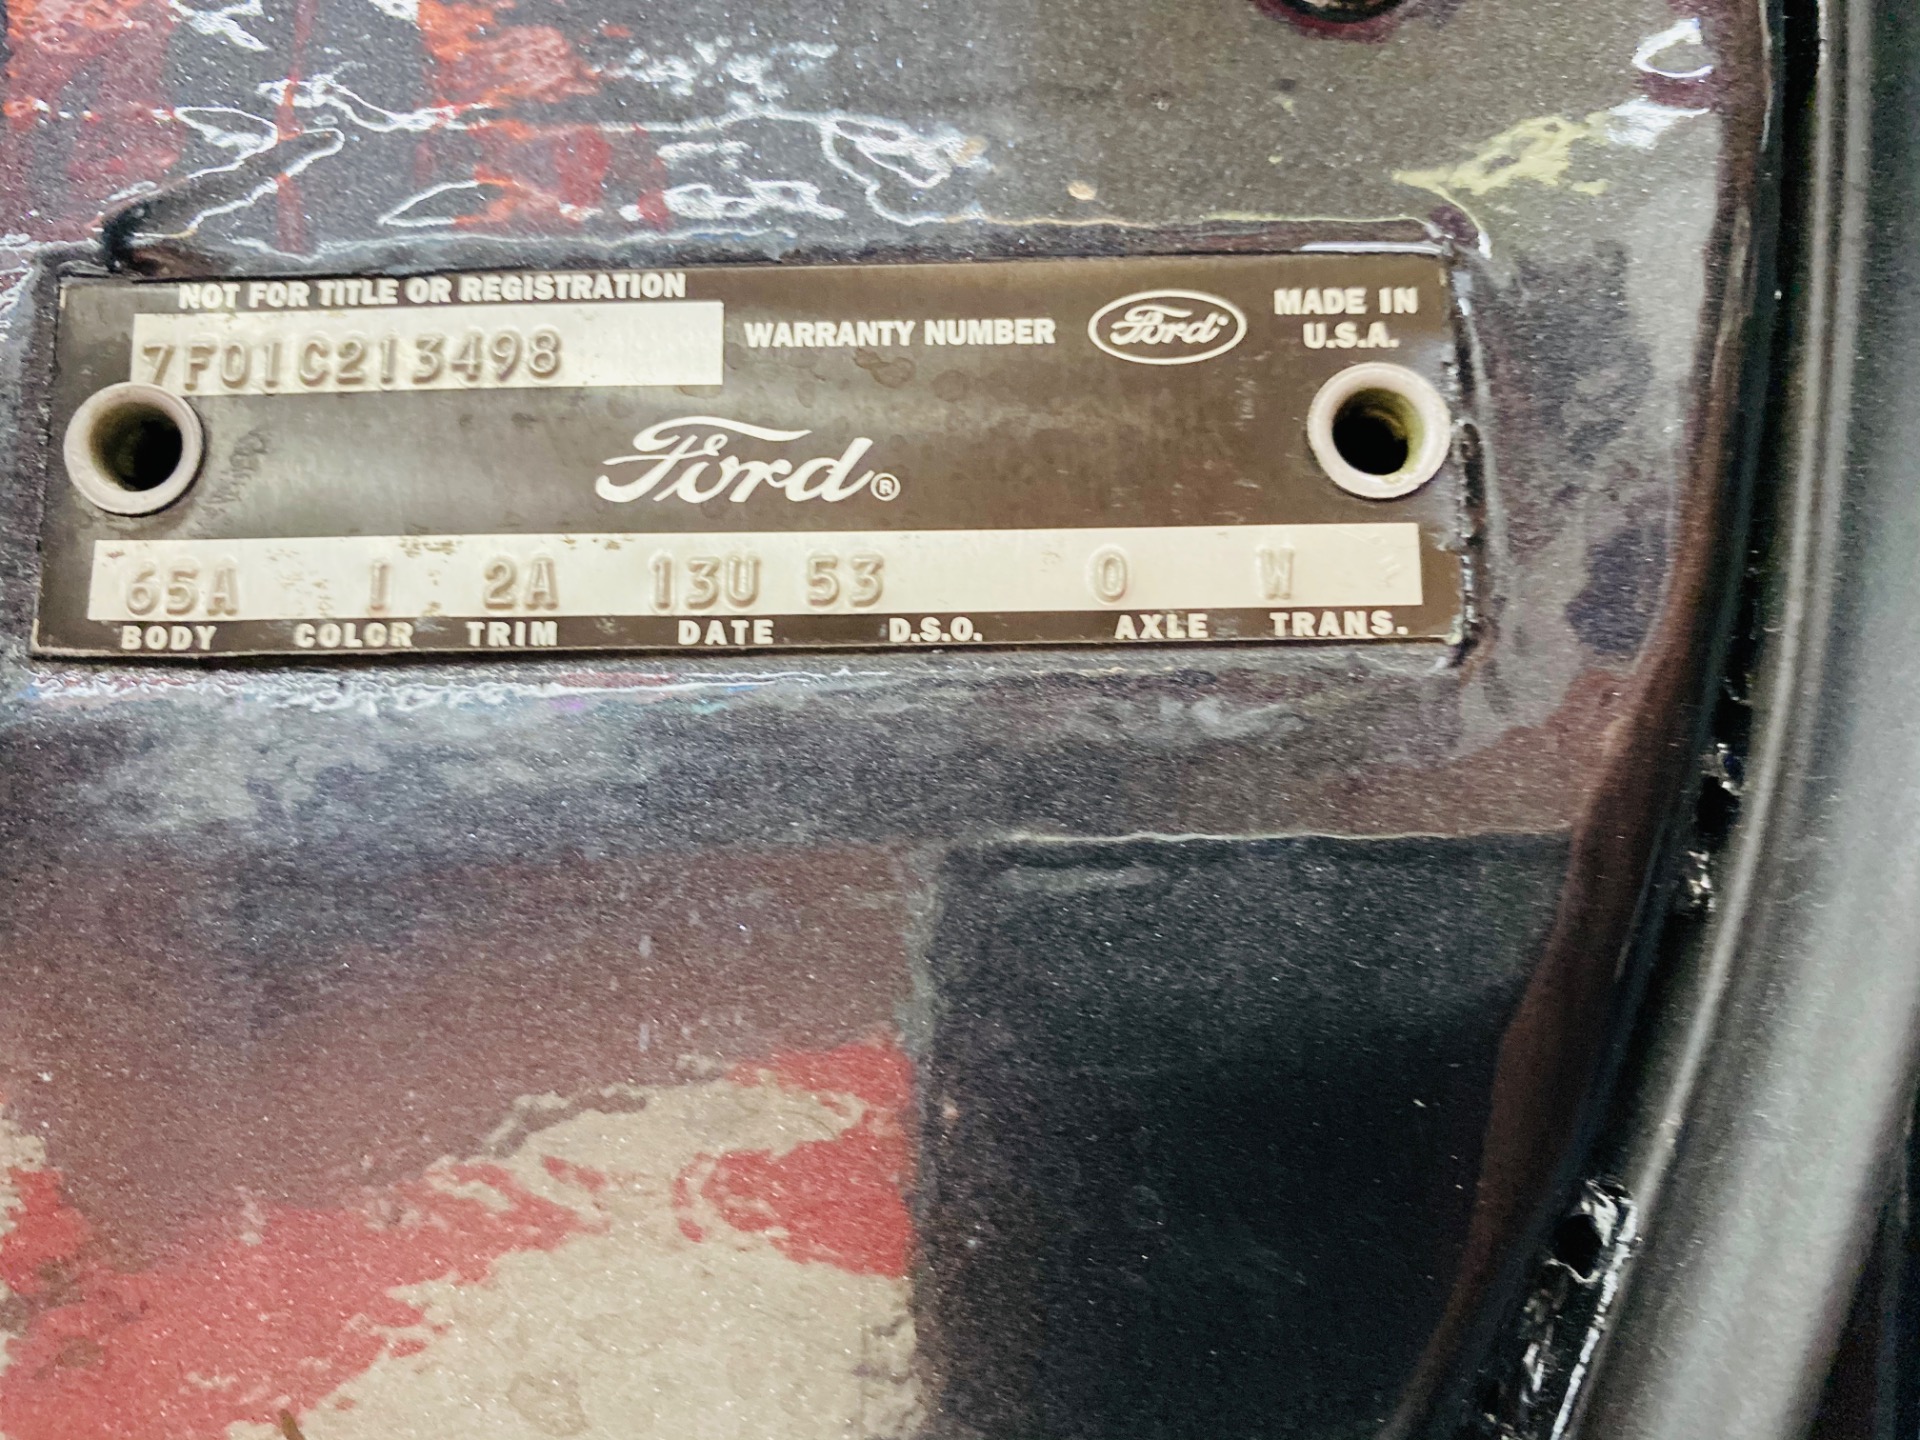 NOT FOR TITLE OR REGISTRATION
7F01C213498
WARRANTY NUMBER
Ford
MADE IN
U.S.A.
Ford®
65A I 2A 13U 53 0 W
BODY COLOR TRIM DATE D.S.O. AXLE TRANS.